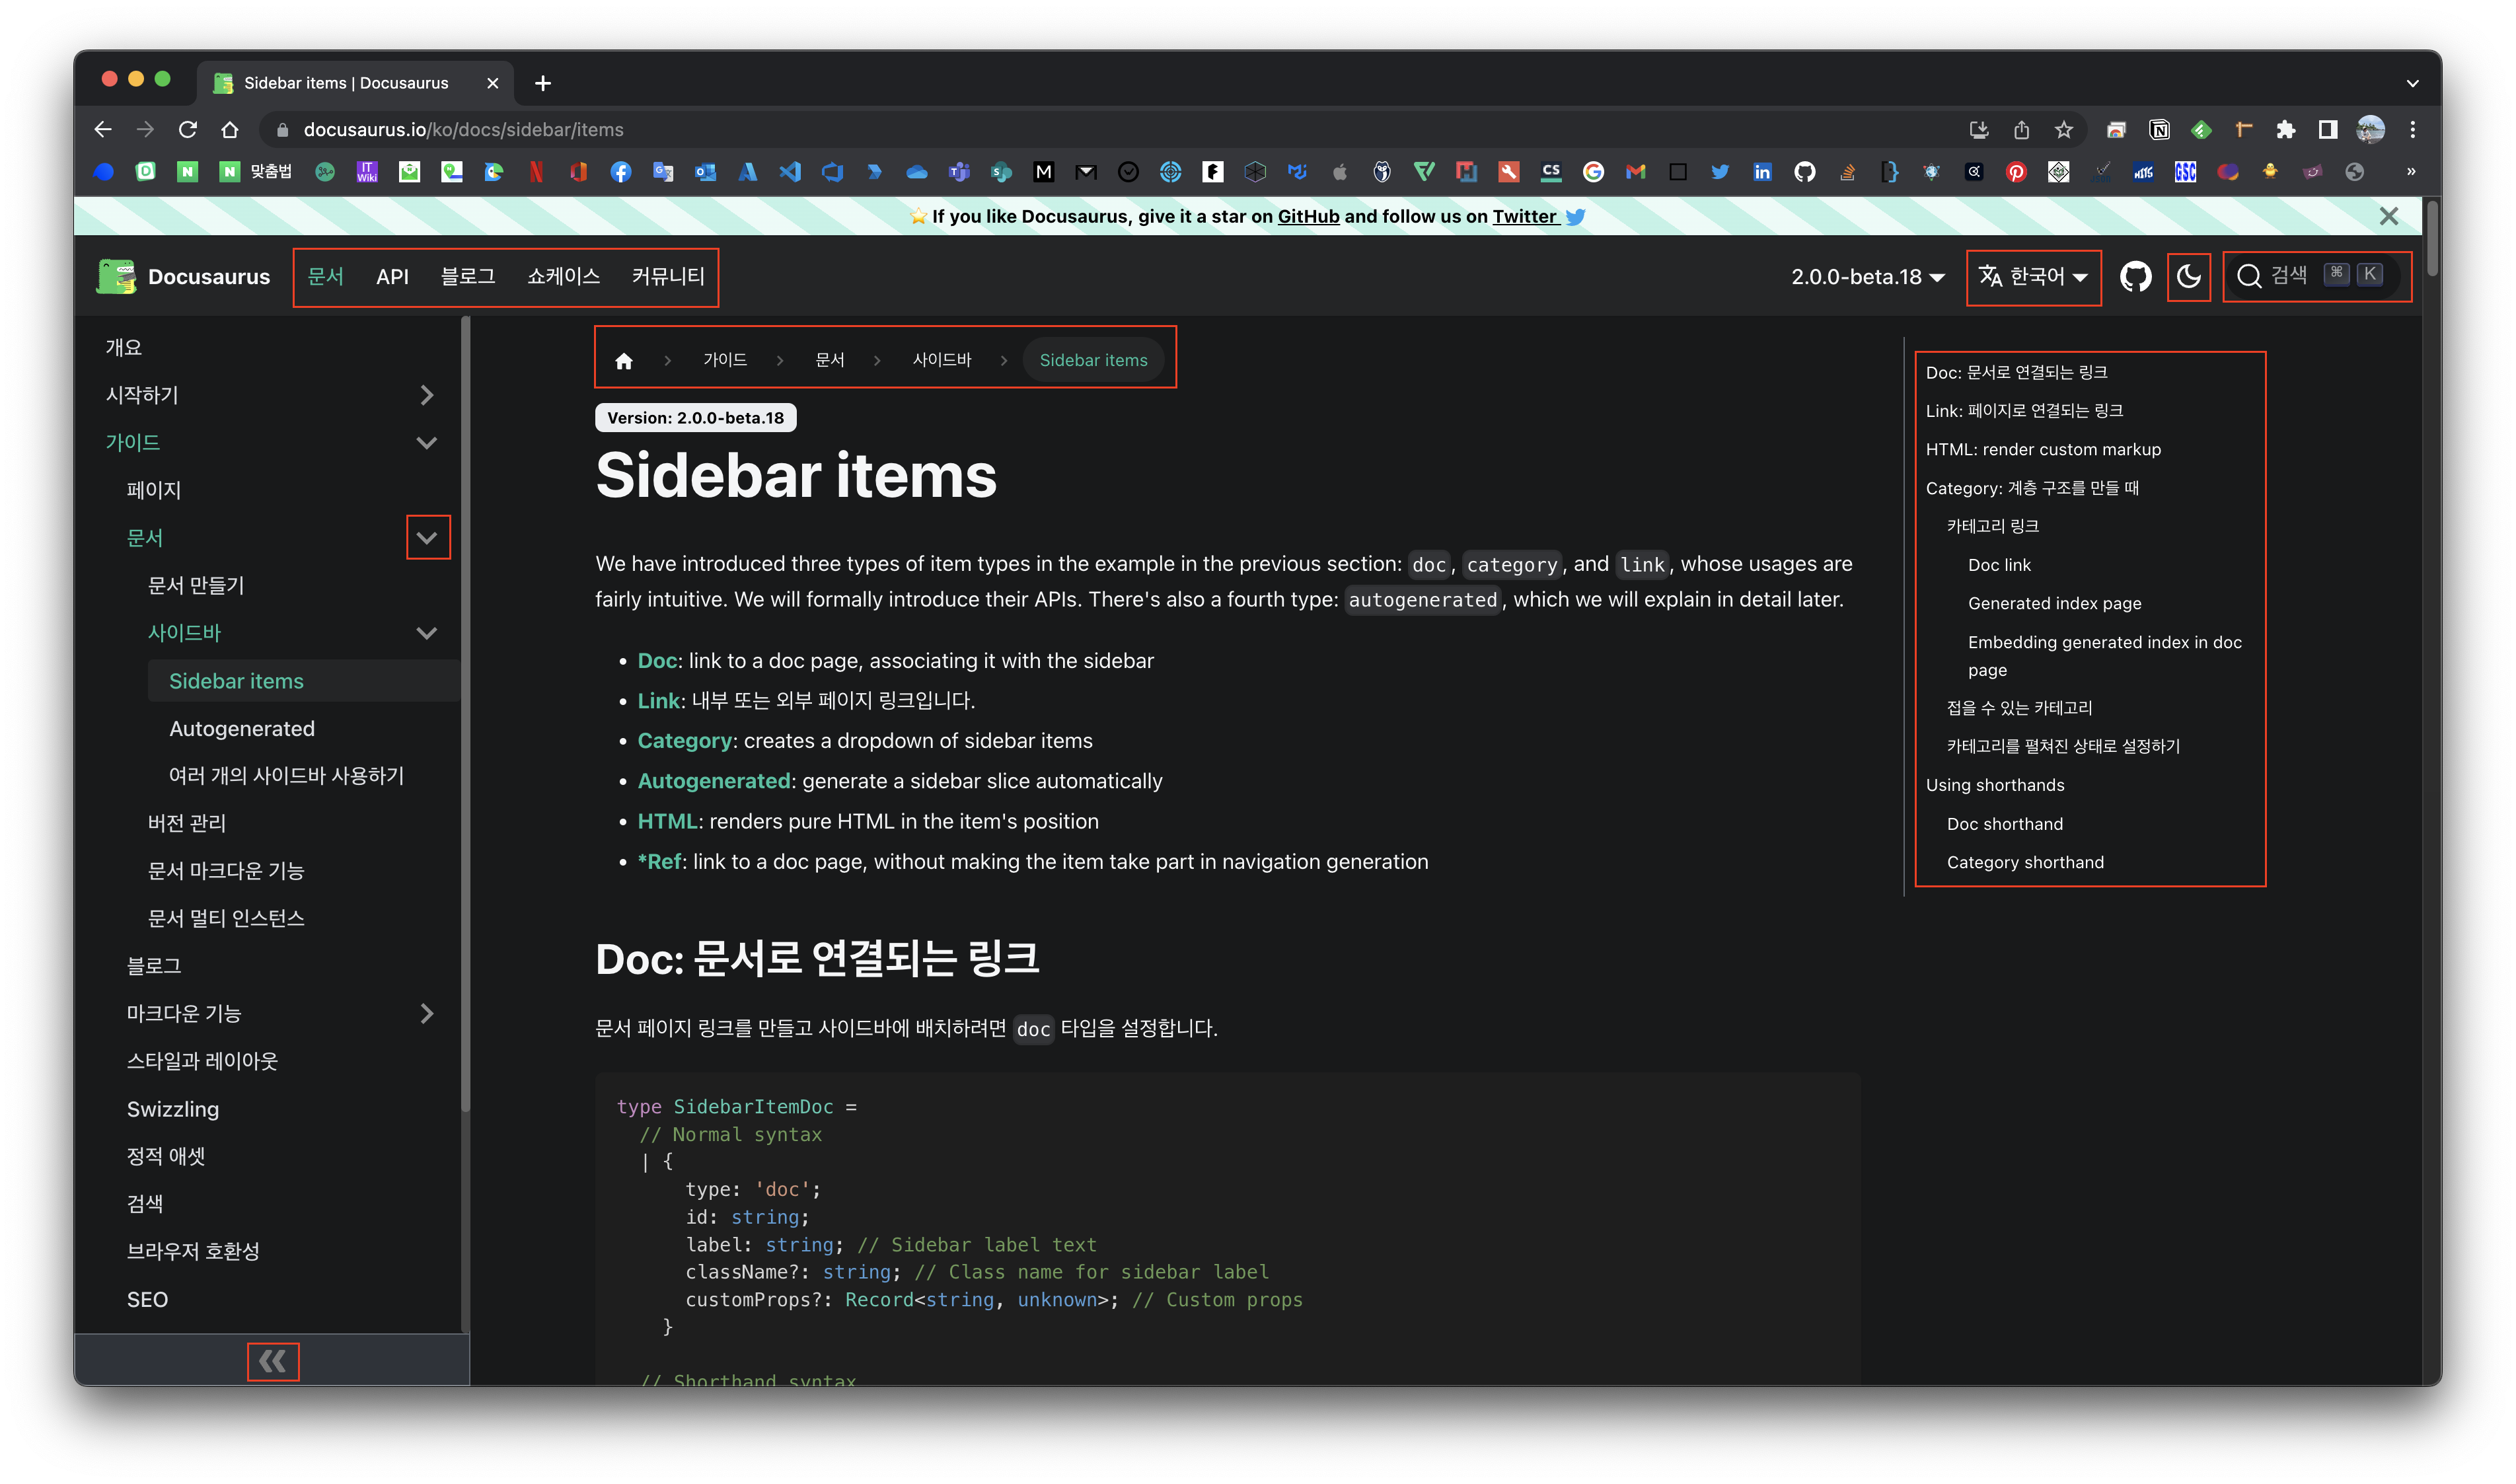 Sidebar items | Docusaurus
docusaurus.io/ko/docs/sidebar/items
맞춤법
IT Wiki
CS
HITS
GSC
⭐️ If you like Docusaurus, give it a star on GitHub and follow us on Twitter
Docusaurus 문서 API 블로그 쇼케이스 커뮤니티 2.0.0-beta.18 한국어 검색 ⌘ K
개요
시작하기
가이드
페이지
문서
문서 만들기
사이드바
Sidebar items
Autogenerated
여러 개의 사이드바 사용하기
버전 관리
문서 마크다운 기능
문서 멀티 인스턴스
블로그
마크다운 기능
스타일과 레이아웃
Swizzling
정적 애셋
검색
브라우저 호환성
SEO
가이드 문서 사이드바 Sidebar items
Version: 2.0.0-beta.18
Sidebar items
We have introduced three types of item types in the example in the previous section: doc, category, and link, whose usages are
fairly intuitive. We will formally introduce their APIs. There's also a fourth type: autogenerated, which we will explain in detail later.
• Doc: link to a doc page, associating it with the sidebar
• Link: 내부 또는 외부 페이지 링크입니다.
• Category: creates a dropdown of sidebar items
• Autogenerated: generate a sidebar slice automatically
• HTML: renders pure HTML in the item's position
• *Ref: link to a doc page, without making the item take part in navigation generation
Doc: 문서로 연결되는 링크
문서 페이지 링크를 만들고 사이드바에 배치하려면 doc 타입을 설정합니다.
type SidebarItemDoc =
// Normal syntax
| {
type: 'doc';
id: string;
label: string; // Sidebar label text
className?: string; // Class name for sidebar label
customProps?: Record<string, unknown>; // Custom props
}
// Shorthand syntax
Doc: 문서로 연결되는 링크
Link: 페이지로 연결되는 링크
HTML: render custom markup
Category: 계층 구조를 만들 때
카테고리 링크
Doc link
Generated index page
Embedding generated index in doc
page
접을 수 있는 카테고리
카테고리를 펼쳐진 상태로 설정하기
Using shorthands
Doc shorthand
Category shorthand